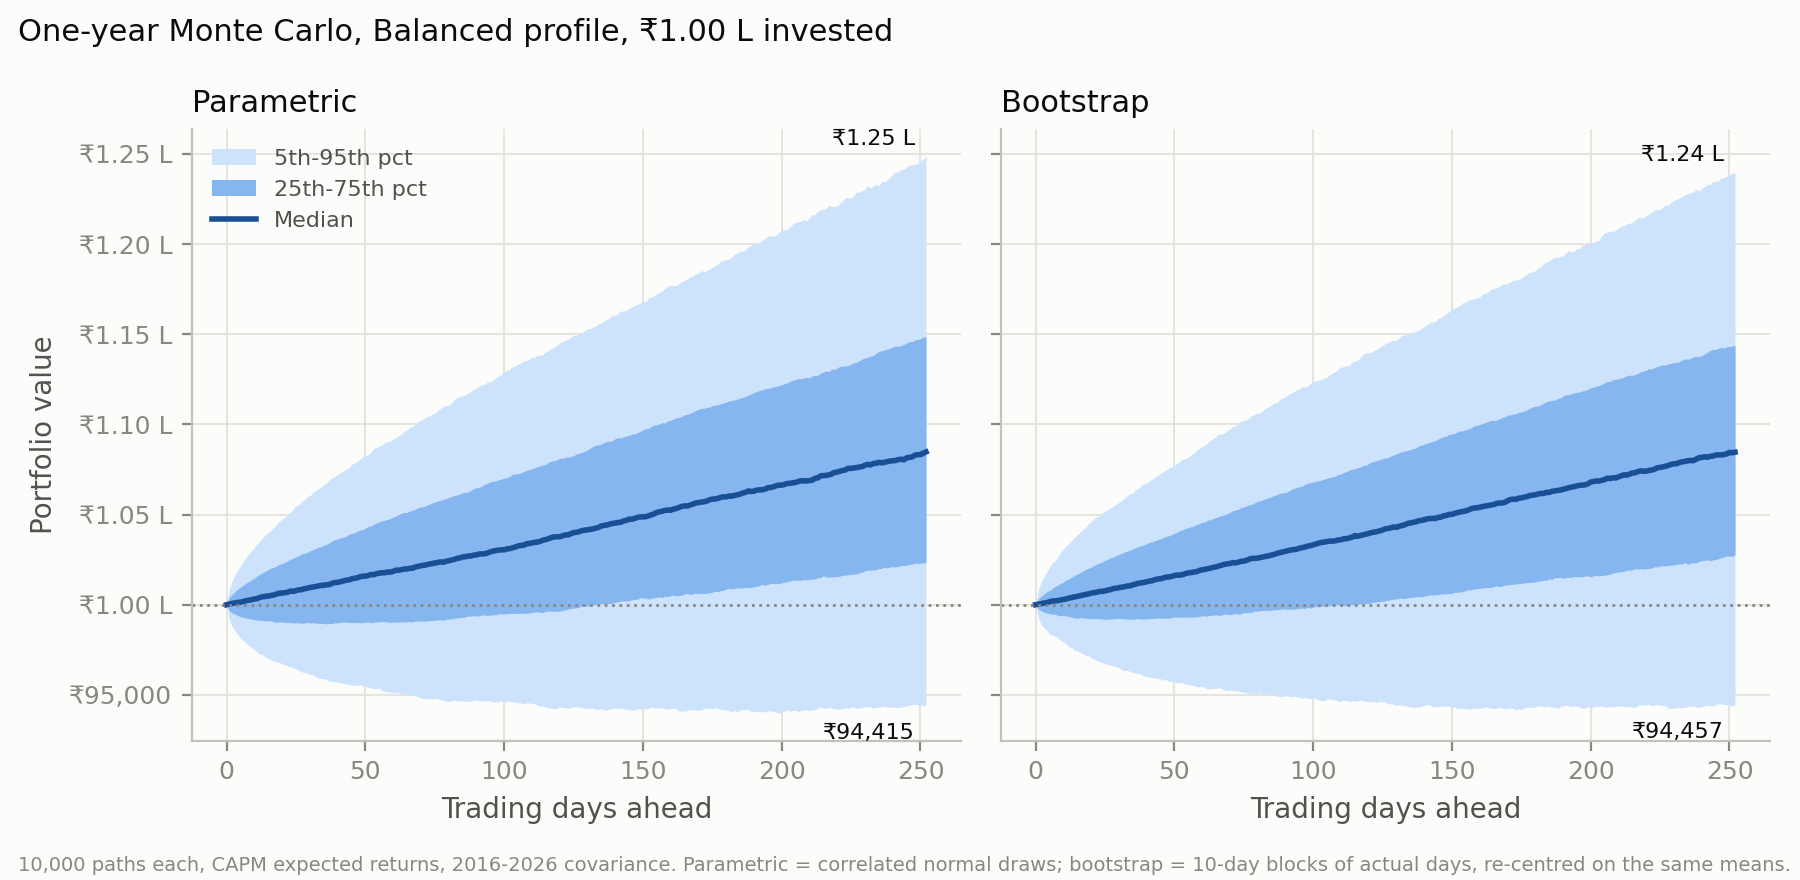 One-year Monte Carlo, Balanced profile, ₹1.00 L invested
Parametric
₹1.25 L
5th-95th pct
25th-75th pct
Median
₹1.25 L
₹1.20 L
₹1.15 L
₹1.10 L
₹1.05 L
₹1.00 L
₹95,000
Portfolio value
₹94,415
0 50 100 150 200 250
Trading days ahead
Bootstrap
₹1.24 L
₹94,457
0 50 100 150 200 250
Trading days ahead
10,000 paths each, CAPM expected returns, 2016-2026 covariance. Parametric = correlated normal draws; bootstrap = 10-day blocks of actual days, re-centred on the same means.